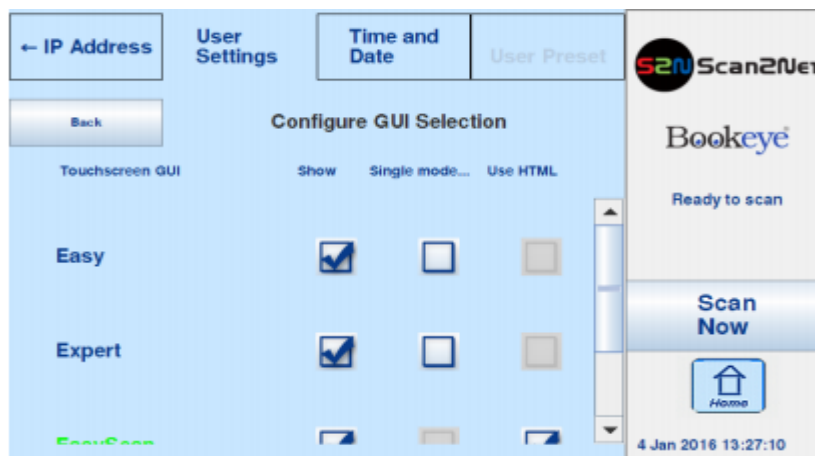 ← IP Address
User
Settings
Time and
Date
User Preset
Back
Configure GUI Selection
Touchscreen GUI
Show
Single mode...
Use HTML
Easy
Expert
EasyScan
S2N Scan2Net
Bookeye
Ready to scan
Scan
Now
Home
4 Jan 2016 13:27:10